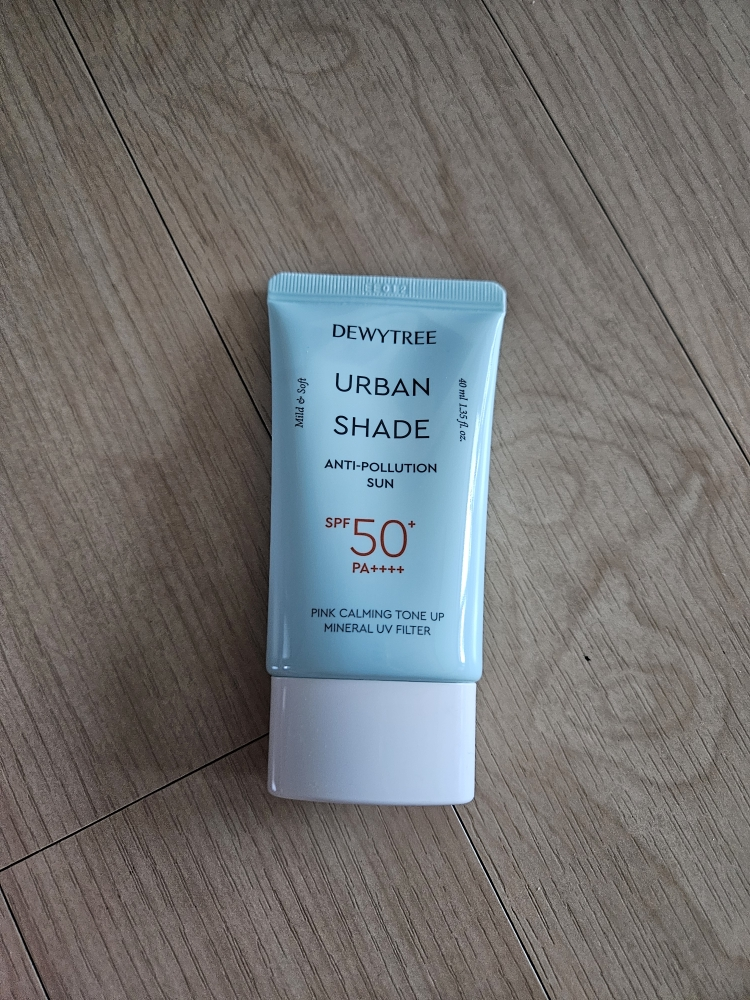 DEWYTREE
URBAN
SHADE
ANTI-POLLUTION
SUN
SPF 50+
PA++++
PINK CALMING TONE UP
MINERAL UV FILTER
Mild & Soft
40 ml 1.35 fl. oz.